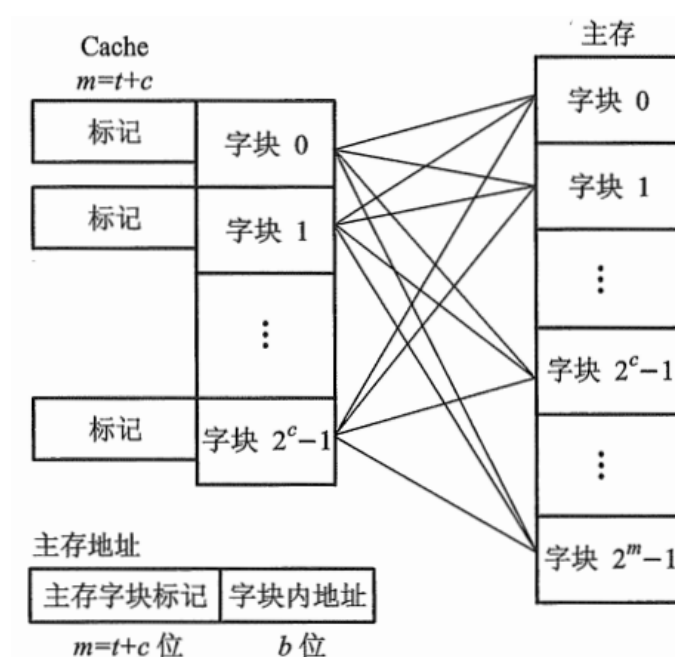 Cache
m=t+c
标记
字块 0
标记
字块 1
⋮
标记
字块 2^c−1
主存
字块 0
字块 1
⋮
字块 2^c−1
⋮
字块 2^m−1
主存地址
主存字块标记 字块内地址
m=t+c 位 b 位